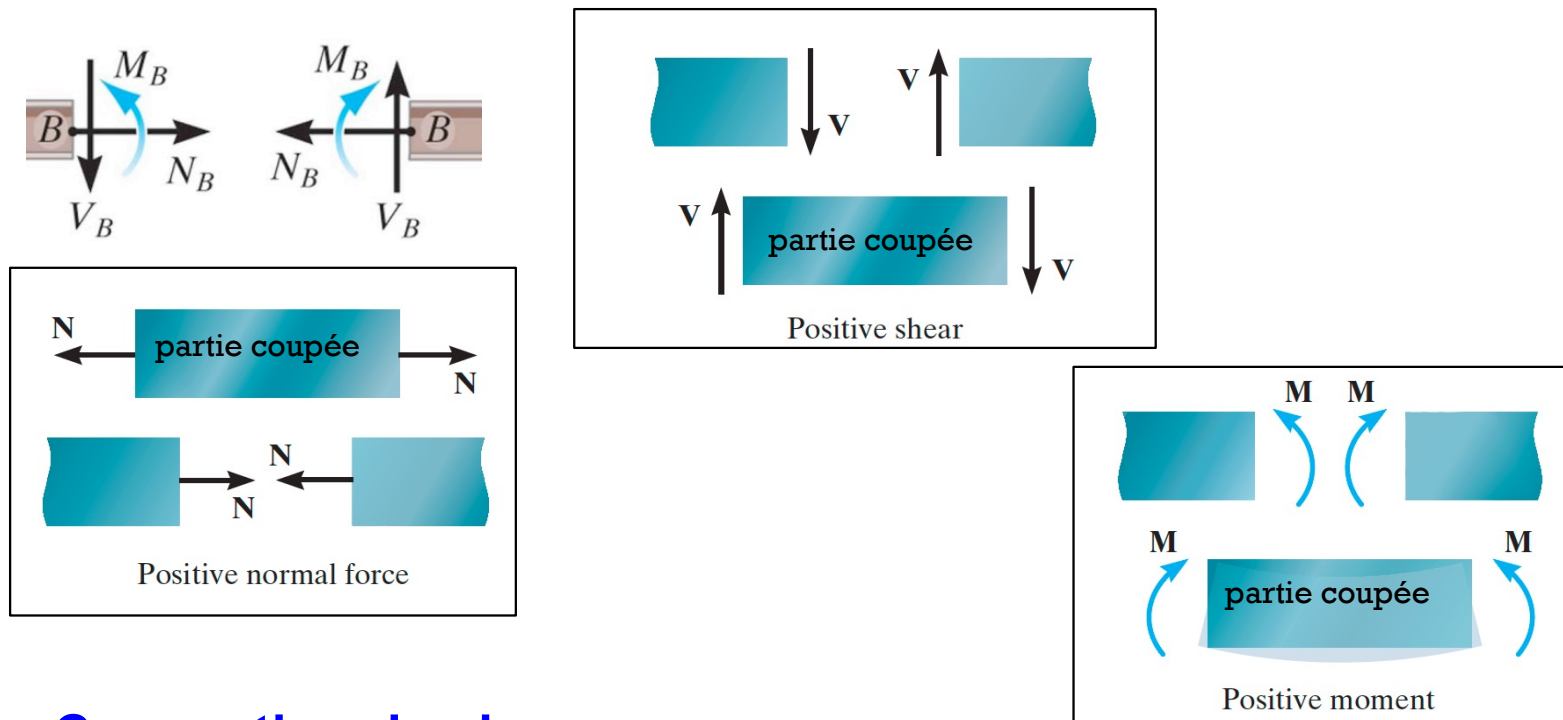 M_B
M_B
B
B
N_B
N_B
V_B
V_B
V
V
V
partie coupée
V
Positive shear
N
partie coupée
N
N
N
Positive normal force
M M
M
M
partie coupée
Positive moment